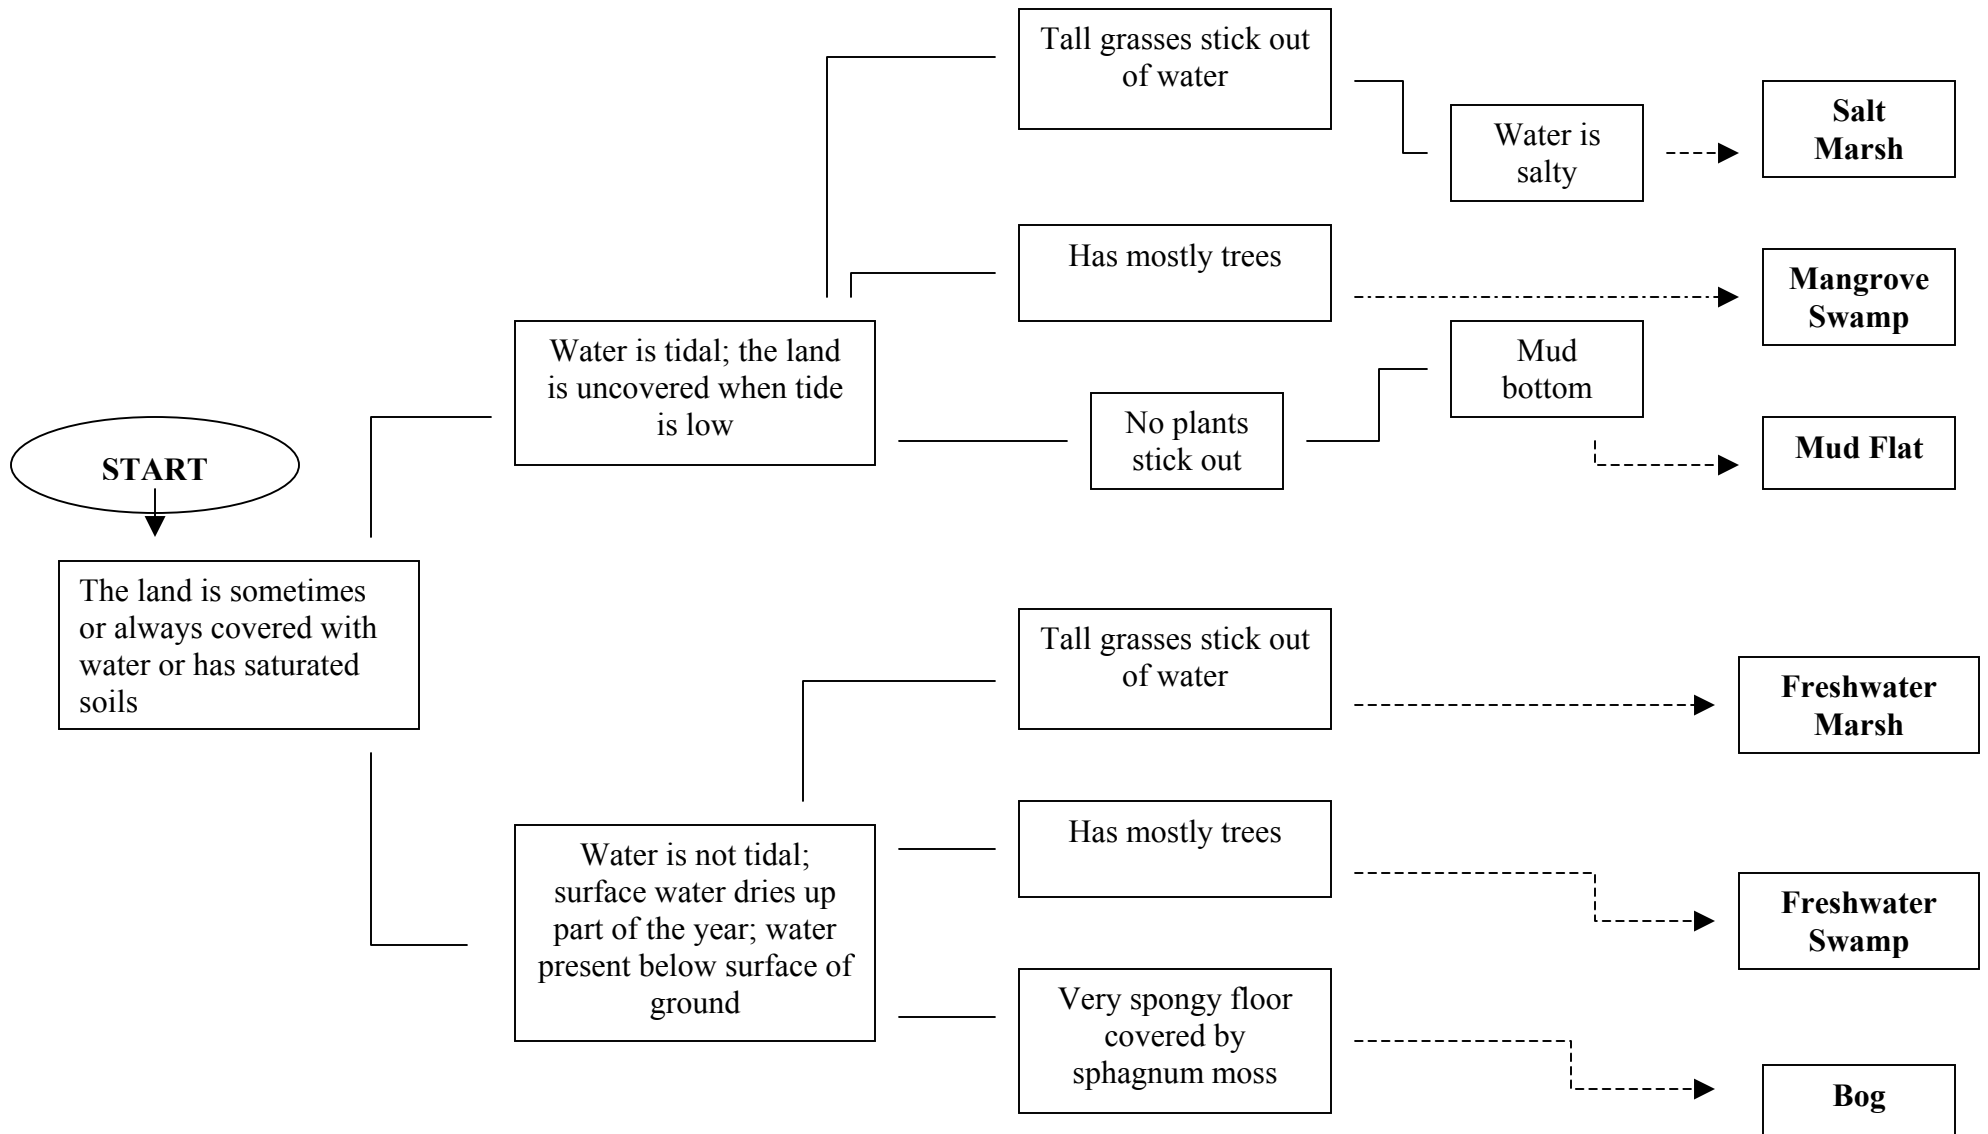 START
The land is sometimes
or always covered with
water or has saturated
soils
Water is tidal; the land
is uncovered when tide
is low
Tall grasses stick out
of water
Water is
salty
Salt
Marsh
Has mostly trees
Mangrove
Swamp
No plants
stick out
Mud
bottom
Mud Flat
Water is not tidal;
surface water dries up
part of the year; water
present below surface of
ground
Tall grasses stick out
of water
Freshwater
Marsh
Has mostly trees
Freshwater
Swamp
Very spongy floor
covered by
sphagnum moss
Bog